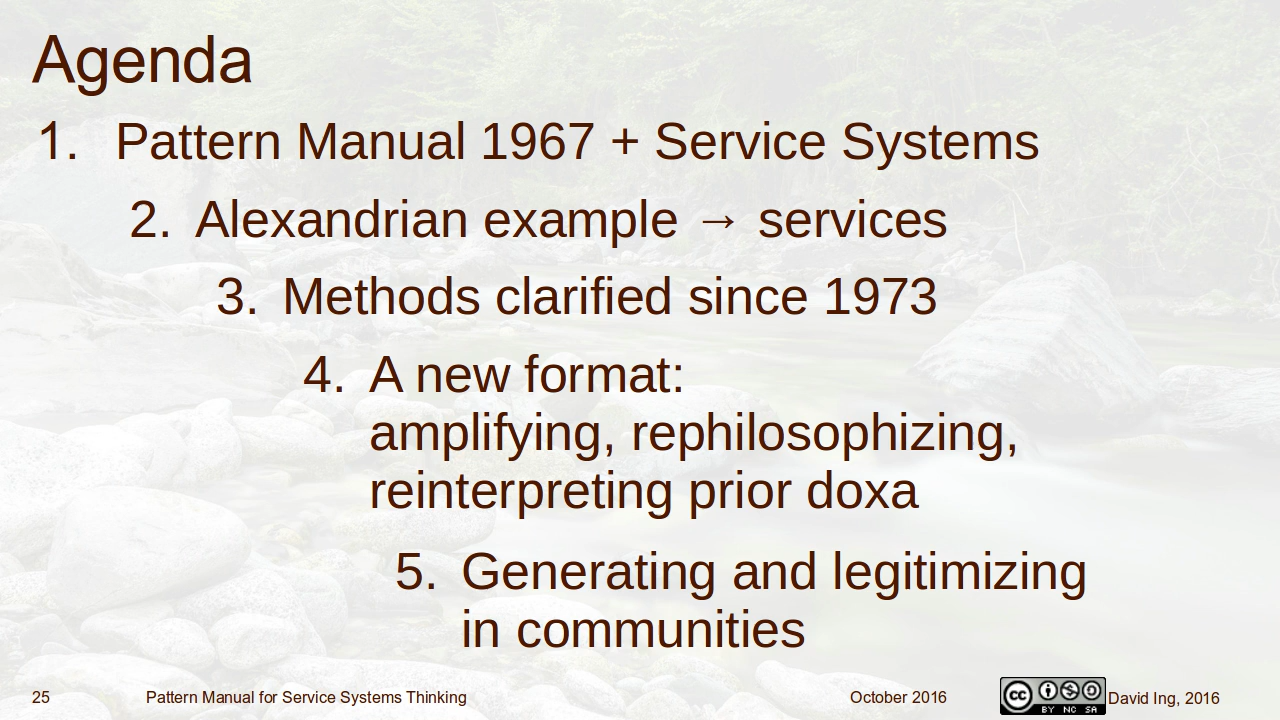 Agenda
1. Pattern Manual 1967 + Service Systems
2. Alexandrian example → services
3. Methods clarified since 1973
4. A new format:
amplifying, rephilosophizing,
reinterpreting prior doxa
5. Generating and legitimizing
in communities
25 Pattern Manual for Service Systems Thinking October 2016 cc BY NC SA David Ing, 2016